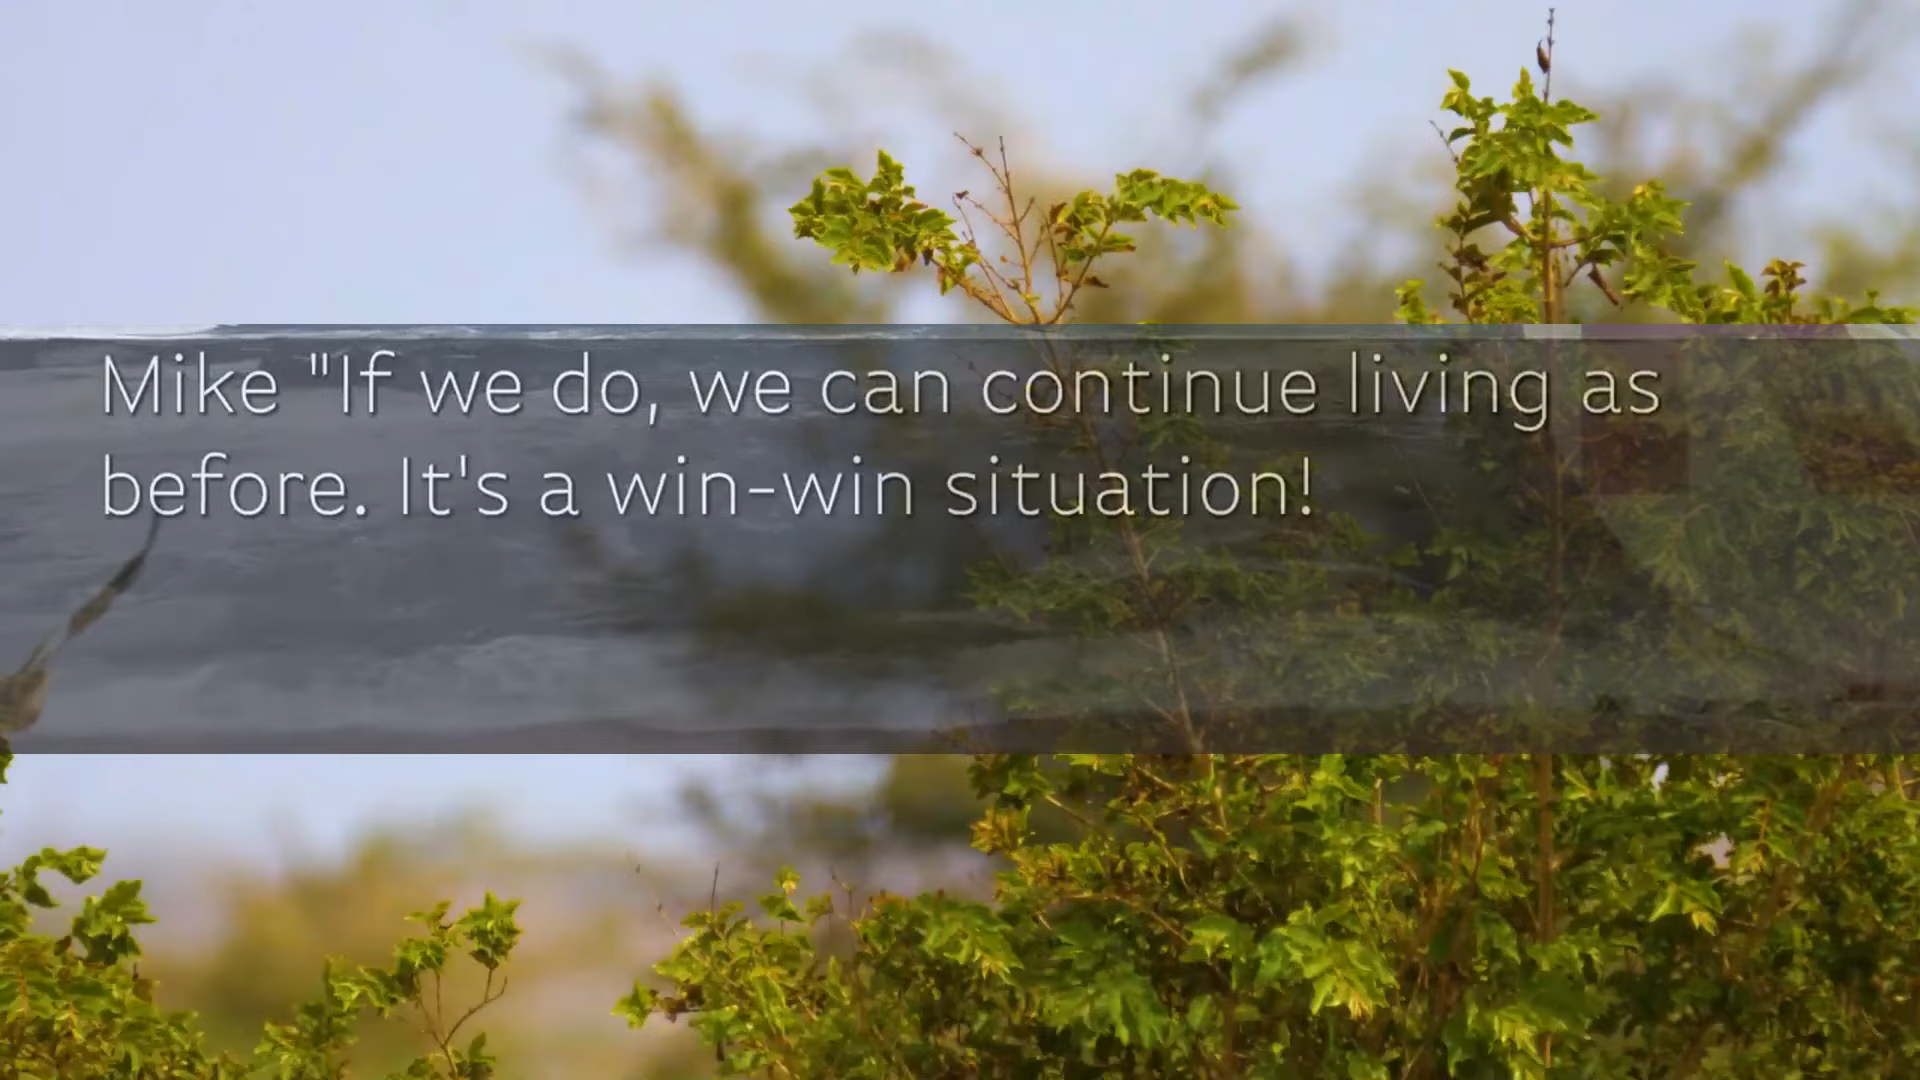 Mike "If we do, we can continue living as
before. It's a win-win situation!